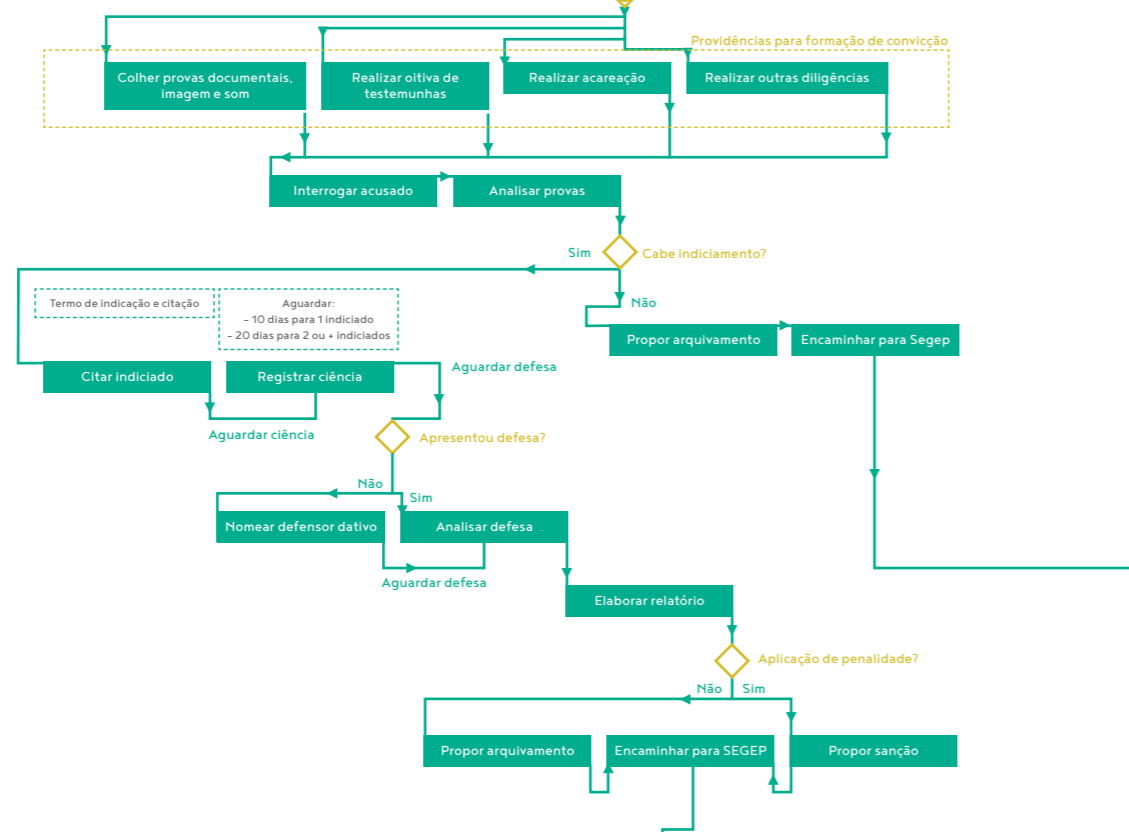 Providências para formação de convicção
Colher provas documentais,
imagem e som
Realizar oitiva de
testemunhas
Realizar acareação
Realizar outras diligências
Interrogar acusado
Analisar provas
Sim
Cabe indiciamento?
Não
Termo de indicação e citação
Aguardar:
– 10 dias para 1 indiciado
– 20 dias para 2 ou + indiciados
Propor arquivamento
Encaminhar para Segep
Citar indiciado
Registrar ciência
Aguardar defesa
Aguardar ciência
Apresentou defesa?
Não
Sim
Nomear defensor dativo
Analisar defesa
Aguardar defesa
Elaborar relatório
Aplicação de penalidade?
Não
Sim
Propor arquivamento
Encaminhar para SEGEP
Propor sanção